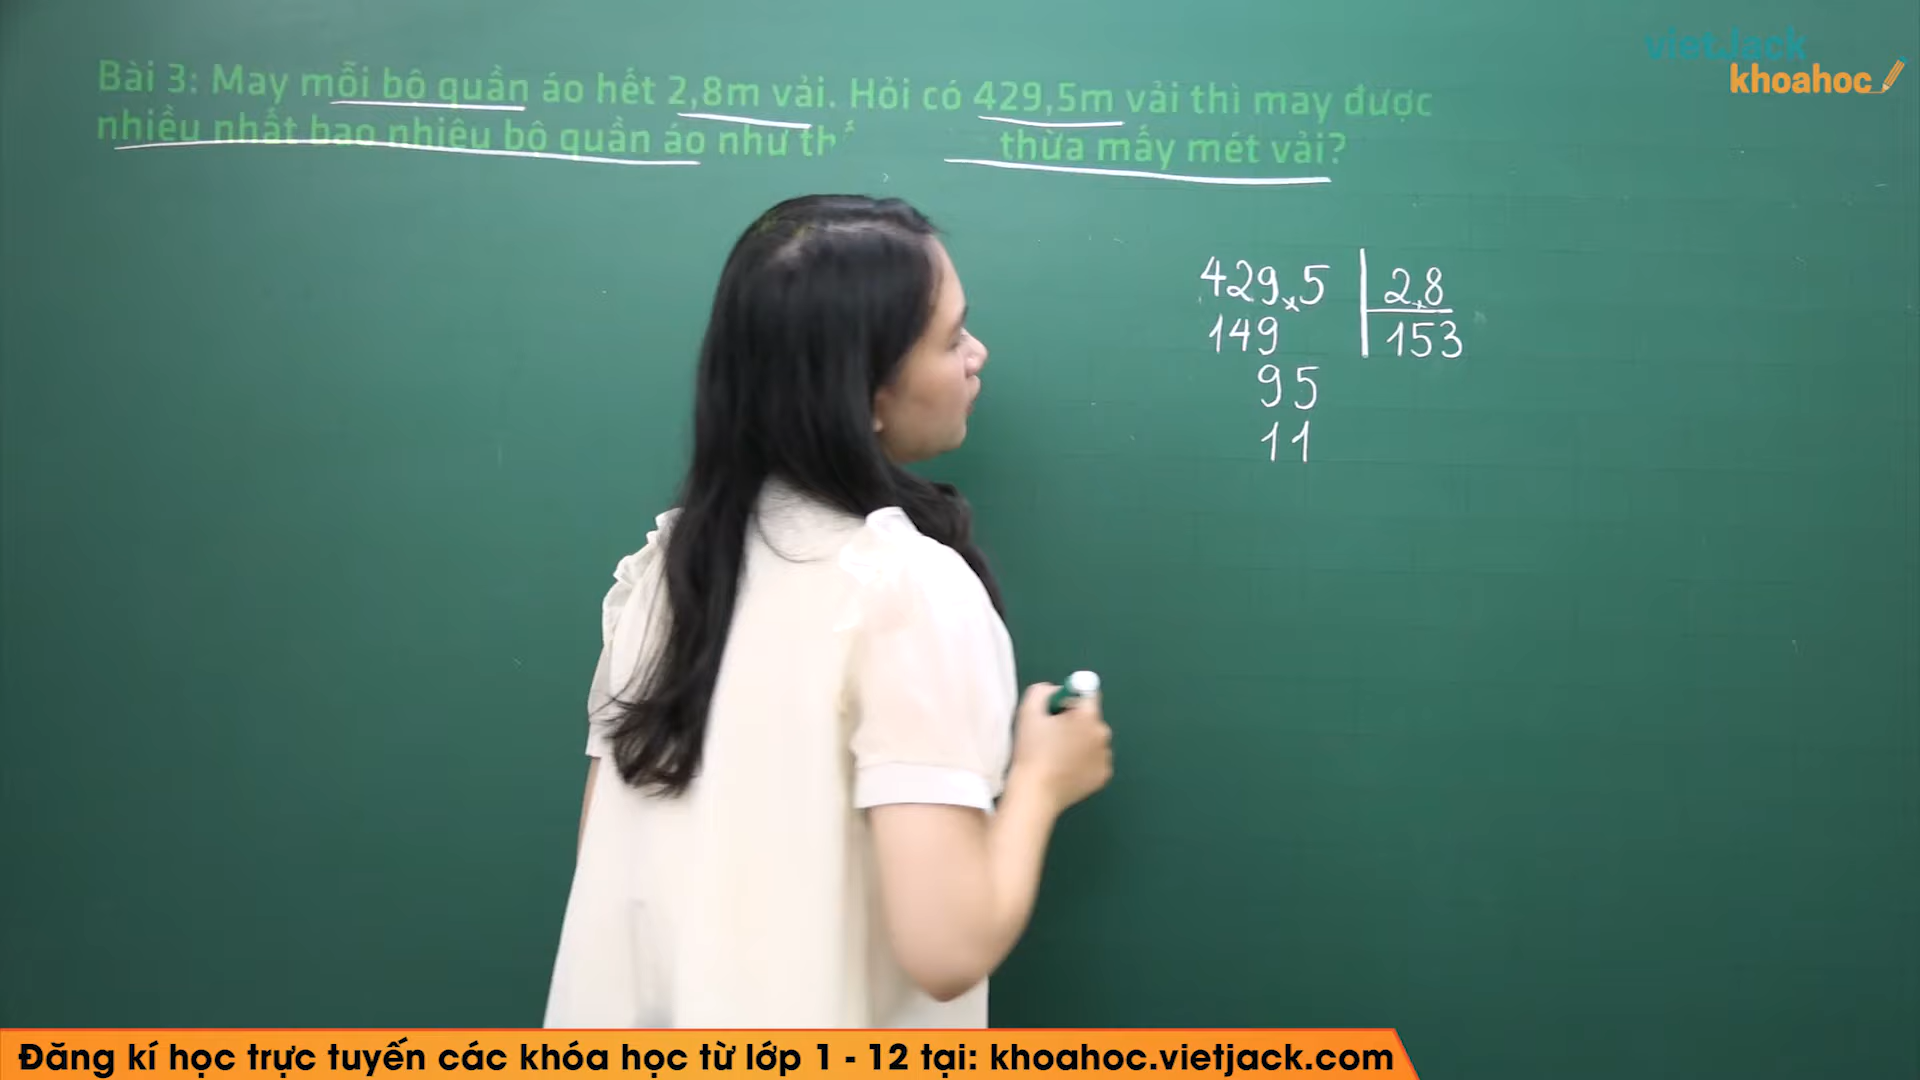 vietJack
khoahoc
Bài 3: May mỗi bộ quần áo hết 2,8m vải. Hỏi có 429,5m vải thì may được
nhiều nhất bao nhiêu bộ quần áo như thừa mấy mét vải?
429,5 2,8
149 153
95
11
Đăng kí học trực tuyến các khóa học từ lớp 1 - 12 tại: khoahoc.vietjack.com